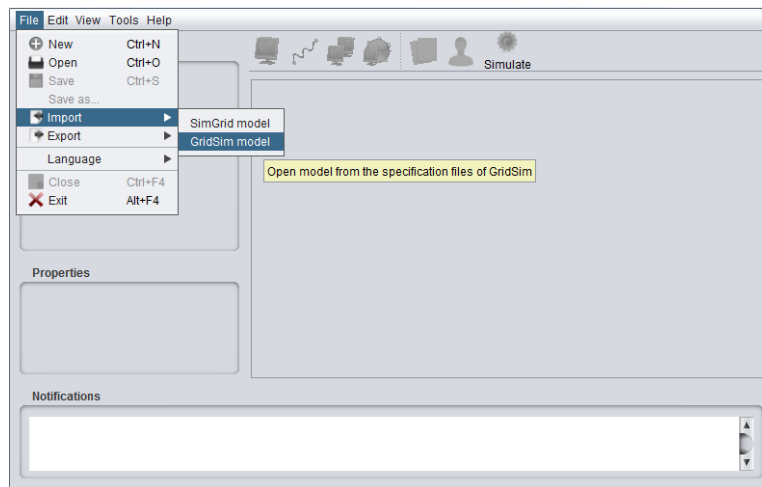 File Edit View Tools Help
New Ctrl+N
Open Ctrl+O
Save Ctrl+S
Save as...
Import
Export
Language
Close Ctrl+F4
Exit Alt+F4
SimGrid model
GridSim model
Open model from the specification files of GridSim
Simulate
Properties
Notifications